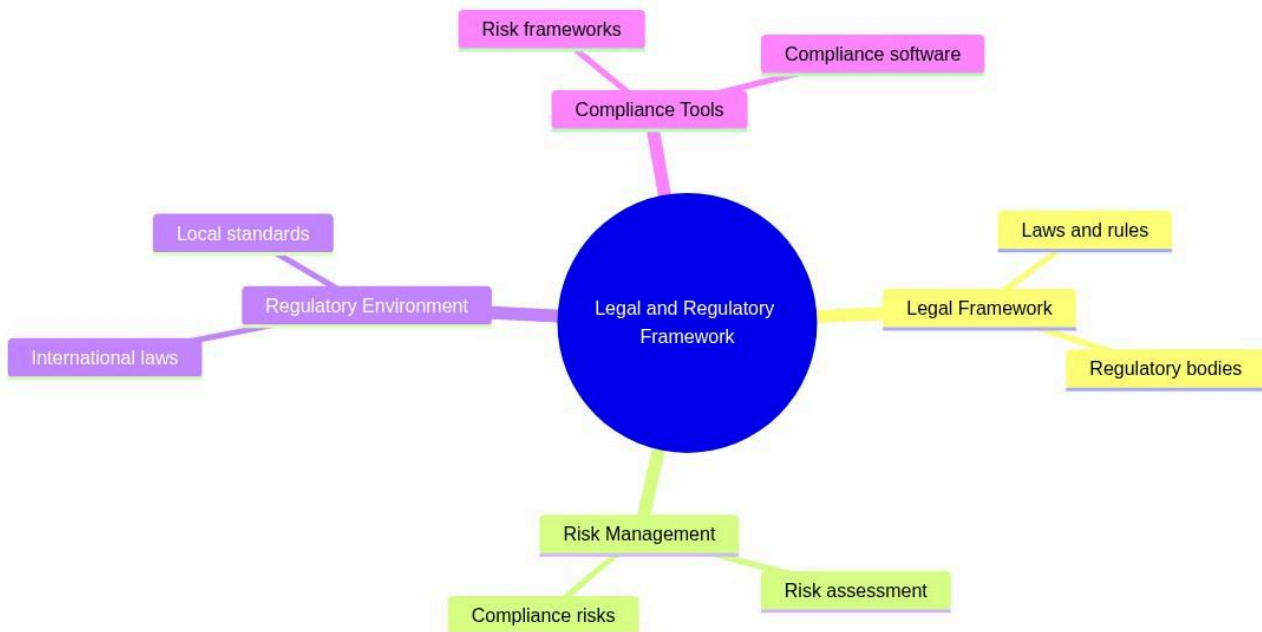 Risk frameworks
Compliance software
Compliance Tools
Local standards
Laws and rules
Regulatory Environment
Legal and Regulatory
Framework
Legal Framework
International laws
Regulatory bodies
Risk Management
Risk assessment
Compliance risks